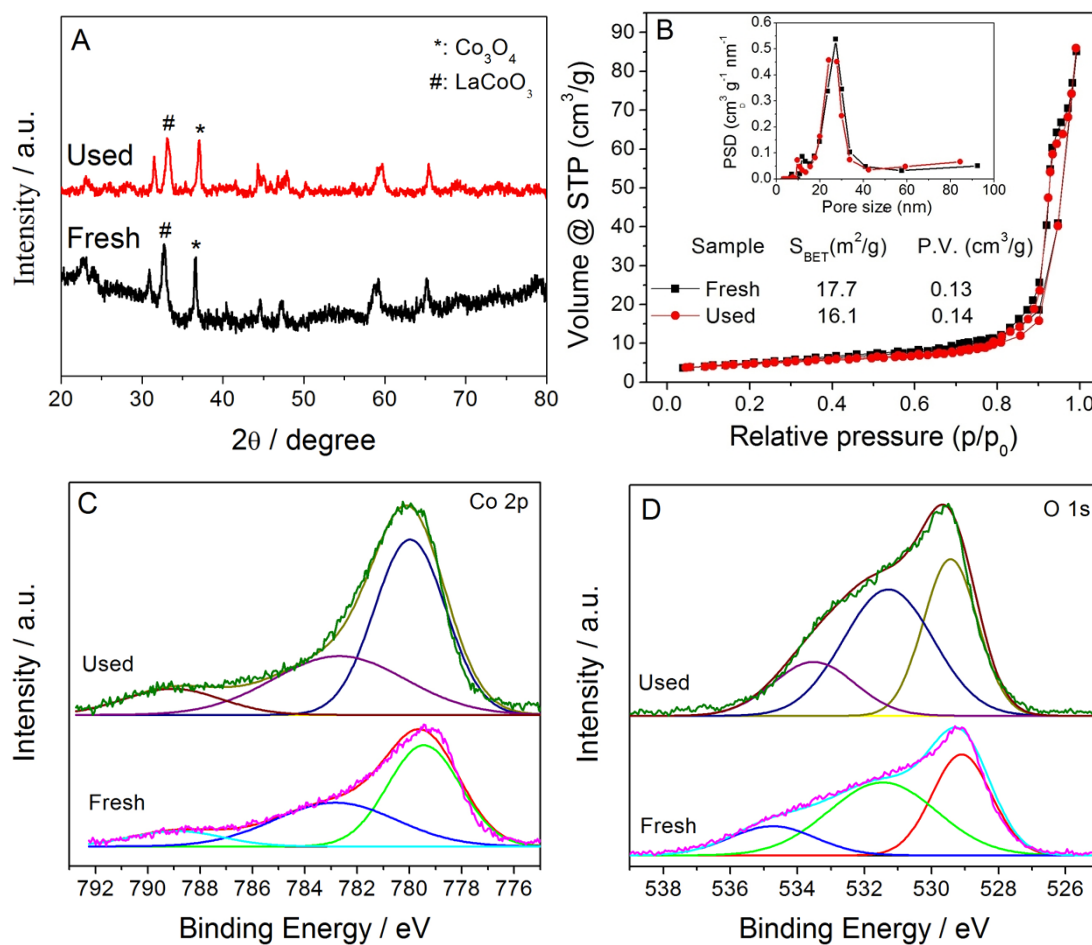 A
*: Co₃O₄
#: LaCoO₃
# *
Used
# *
Fresh
Intensity / a.u.
20 30 40 50 60 70 80
2θ / degree
B
0.6
0.5
0.4
0.3
0.2
0.1
0.0
PSD (cm³ g⁻¹ nm⁻¹
0 20 40 60 80 100
Pore size (nm)
Sample S_BET(m²/g) P.V. (cm³/g)
Fresh 17.7 0.13
Used 16.1 0.14
90
80
70
60
50
40
30
20
10
0
Volume @ STP (cm³/g)
0.0 0.2 0.4 0.6 0.8 1.0
Relative pressure (p/p₀)
C
Co 2p
Used
Fresh
Intensity / a.u.
792 790 788 786 784 782 780 778 776
Binding Energy / eV
D
O 1s
Used
Fresh
Intensity / a.u.
538 536 534 532 530 528 526
Binding Energy / eV